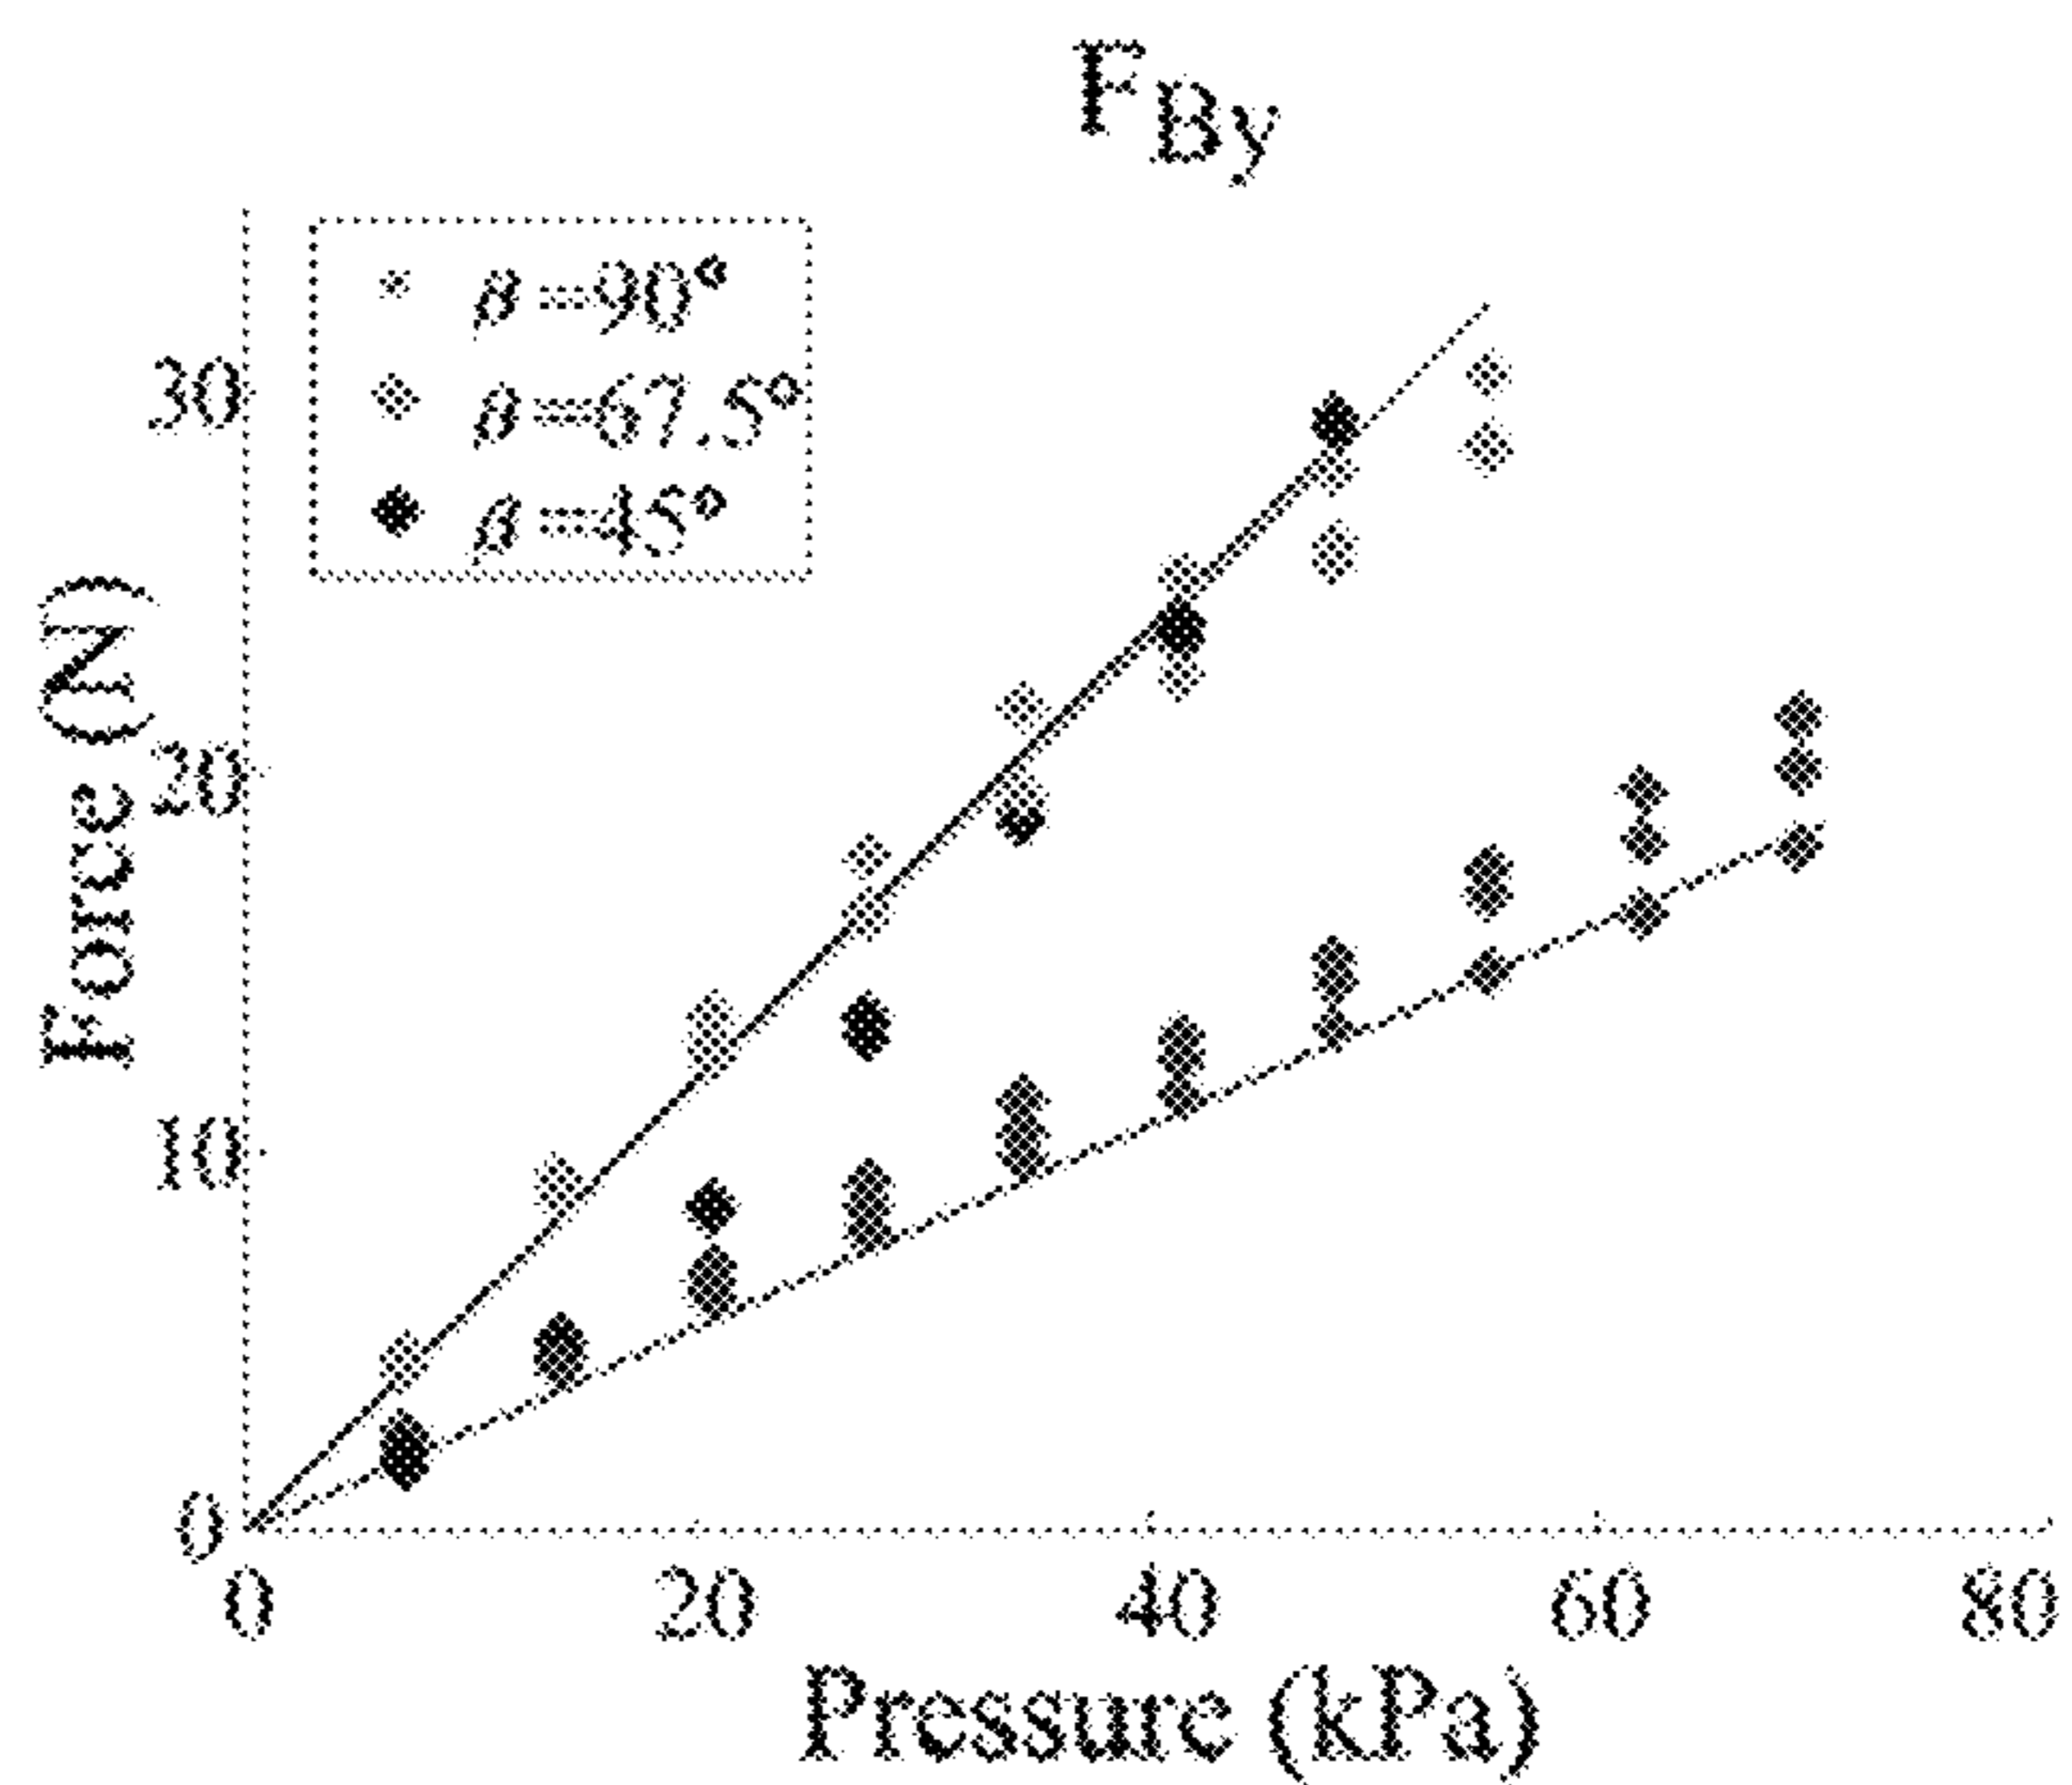 FBy
β=90°
β=67.5°
β=45°
30
20
10
0
Force (N)
0 20 40 60 80
Pressure (kPa)